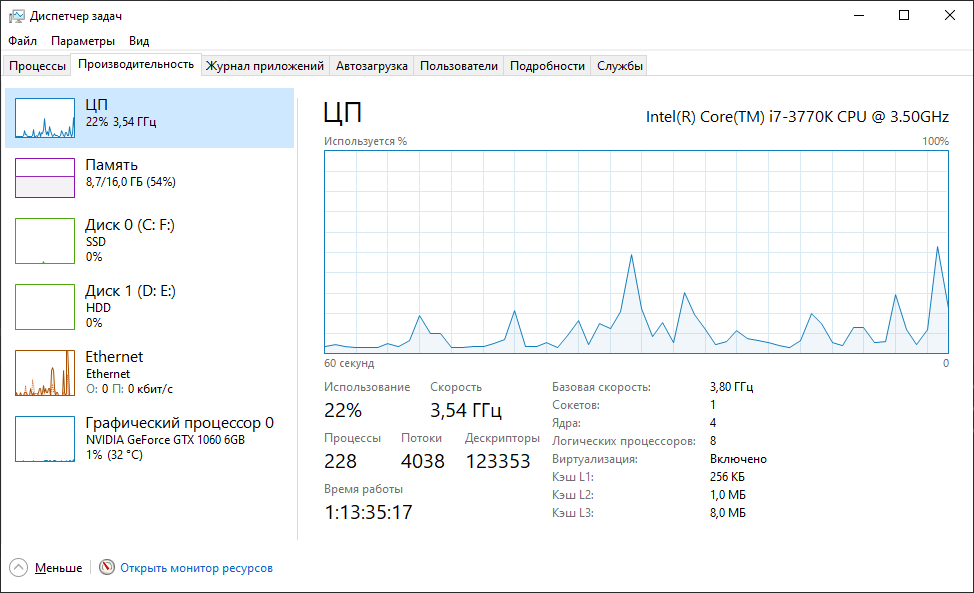 Диспетчер задач
Файл Параметры Вид
Процессы Производительность Журнал приложений Автозагрузка Пользователи Подробности Службы
ЦП
22% 3,54 ГГц
Память
8,7/16,0 ГБ (54%)
Диск 0 (C: F:)
SSD
0%
Диск 1 (D: E:)
HDD
0%
Ethernet
Ethernet
О: 0 П: 0 кбит/с
Графический процессор 0
NVIDIA GeForce GTX 1060 6GB
1% (32 °C)
ЦП
Intel(R) Core(TM) i7-3770K CPU @ 3.50GHz
Используется % 100%
60 секунд 0
Использование Скорость
22% 3,54 ГГц
Процессы Потоки Дескрипторы
228 4038 123353
Время работы
1:13:35:17
Базовая скорость: 3,80 ГГц
Сокетов: 1
Ядра: 4
Логических процессоров: 8
Виртуализация: Включено
Кэш L1: 256 КБ
Кэш L2: 1,0 МБ
Кэш L3: 8,0 МБ
Меньше Открыть монитор ресурсов